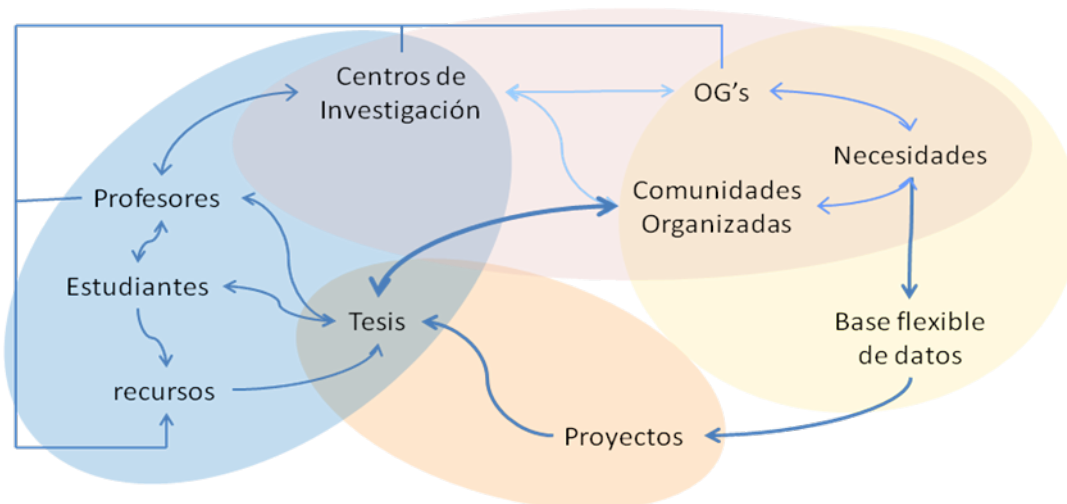 Centros de
Investigación
OG's
Necesidades
Profesores
Comunidades
Organizadas
Estudiantes
Tesis
Base flexible
de datos
recursos
Proyectos